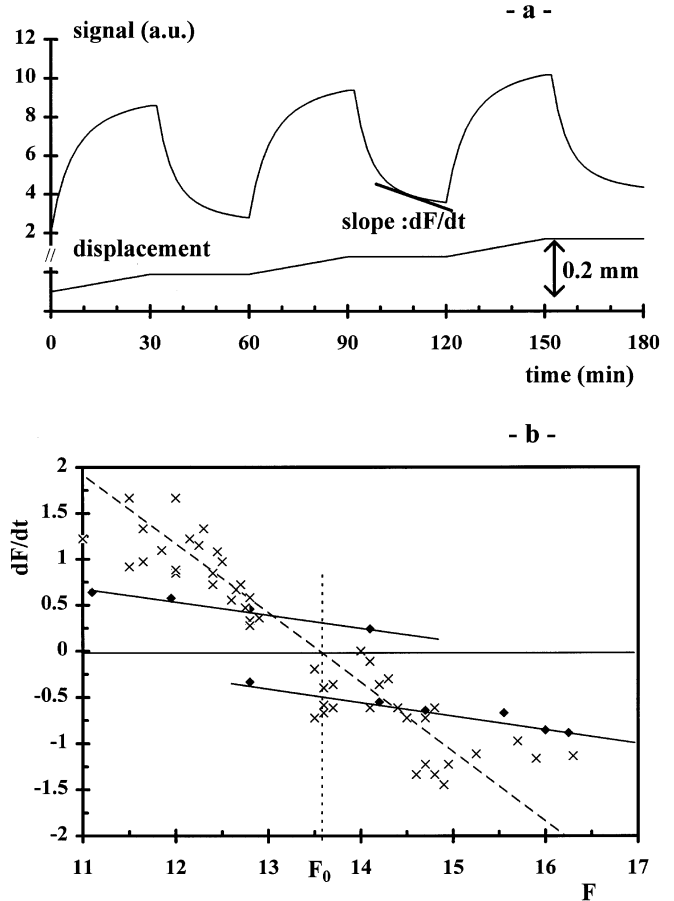 - a -
signal (a.u.)
12
10
8
6
4
2
slope :dF/dt
displacement
0.2 mm
0 30 60 90 120 150 180
time (min)
- b -
2
1.5
1
0.5
0
-0.5
-1
-1.5
-2
dF/dt
11 12 13 F0 14 15 16 17
F